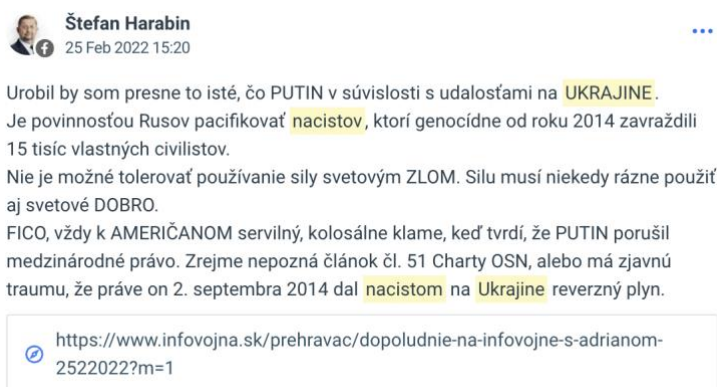 Štefan Harabin
25 Feb 2022 15:20
Urobil by som presne to isté, čo PUTIN v súvislosti s udalosťami na UKRAJINE.
Je povinnosťou Rusov pacifikovať nacistov, ktorí genocídne od roku 2014 zavraždili
15 tisíc vlastných civilistov.
Nie je možné tolerovať používanie sily svetovým ZLOM. Silu musí niekedy rázne použiť
aj svetové DOBRO.
FICO, vždy k AMERIČANOM servilný, kolosálne klame, keď tvrdí, že PUTIN porušil
medzinárodné právo. Zrejme nepozná článok čl. 51 Charty OSN, alebo má zjavnú
traumu, že práve on 2. septembra 2014 dal nacistom na Ukrajine reverzný plyn.
https://www.infovojna.sk/prehravac/dopoludnie-na-infovojne-s-adrianom-
2522022?m=1